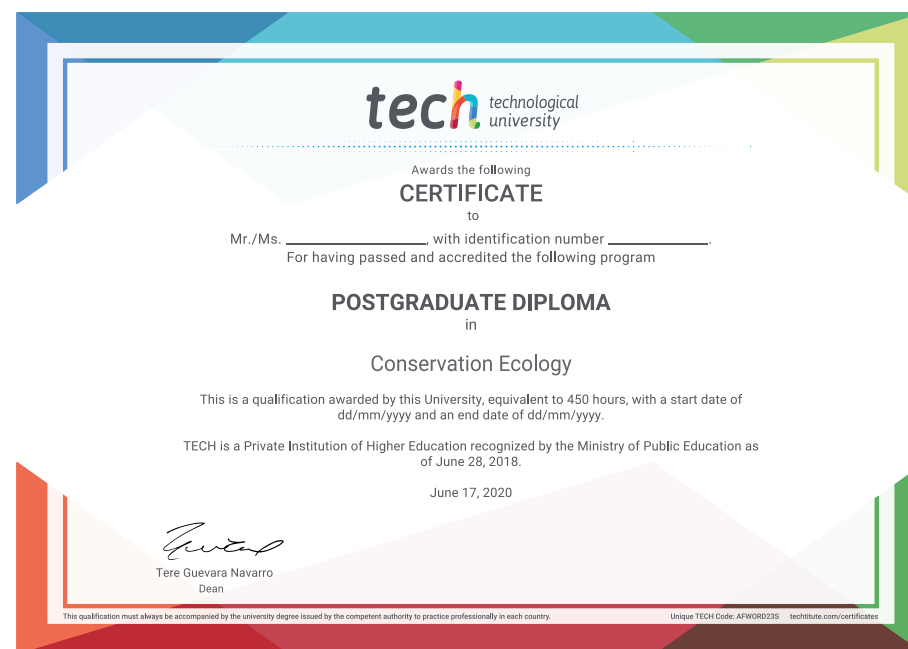 tech technological
university
Awards the following
CERTIFICATE
to
Mr./Ms. ____________________, with identification number ______________.
For having passed and accredited the following program
POSTGRADUATE DIPLOMA
in
Conservation Ecology
This is a qualification awarded by this University, equivalent to 450 hours, with a start date of
dd/mm/yyyy and an end date of dd/mm/yyyy.
TECH is a Private Institution of Higher Education recognized by the Ministry of Public Education as
of June 28, 2018.
June 17, 2020
Tere Guevara Navarro
Dean
This qualification must always be accompanied by the university degree issued by the competent authority to practice professionally in each country. Unique TECH Code: AFWORD23S techtitute.com/certificates